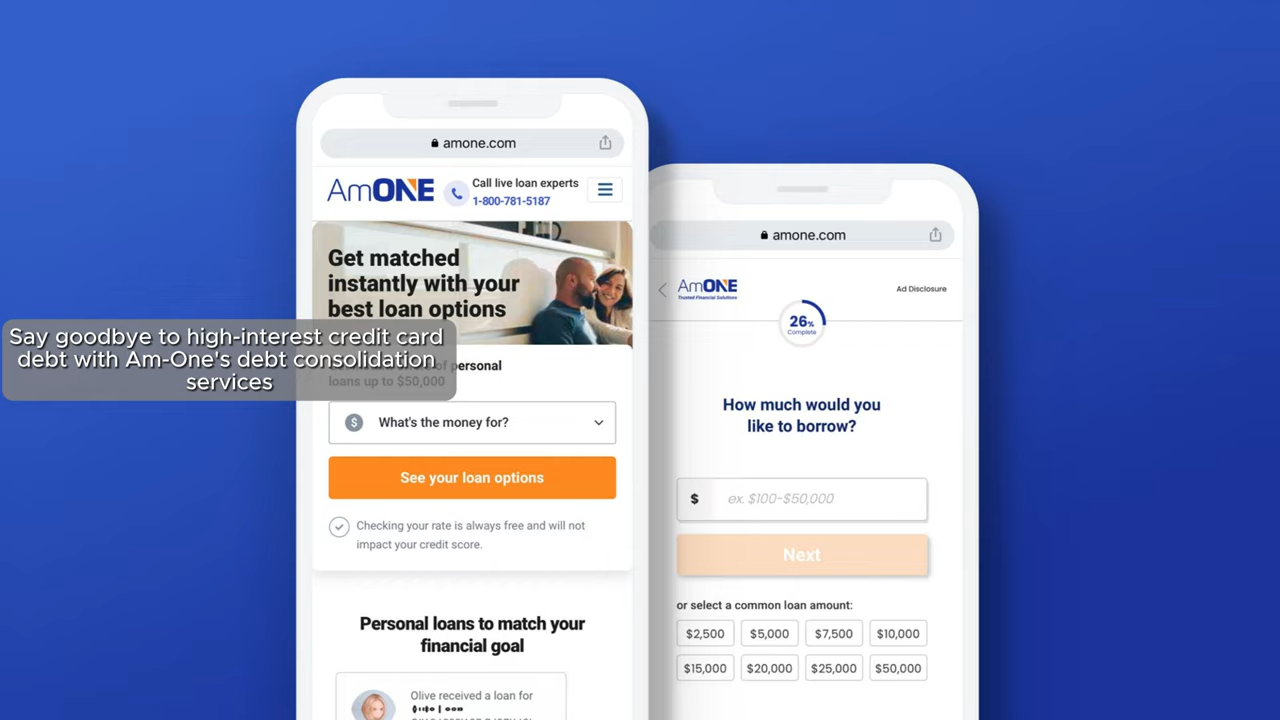 amone.com
AmONE
Call live loan experts
1-800-781-5187
Get matched
instantly with your
best loan options
Say goodbye to high-interest credit card
debt with Am-One's debt consolidation
services
personal
loans up to $50,000
What's the money for?
See your loan options
Checking your rate is always free and will not
impact your credit score.
Personal loans to match your
financial goal
Olive received a loan for
amone.com
AmONE
Trusted Financial Solutions
Ad Disclosure
26%
Complete
How much would you
like to borrow?
$ ex. $100-$50,000
Next
or select a common loan amount:
$2,500 $5,000 $7,500 $10,000
$15,000 $20,000 $25,000 $50,000